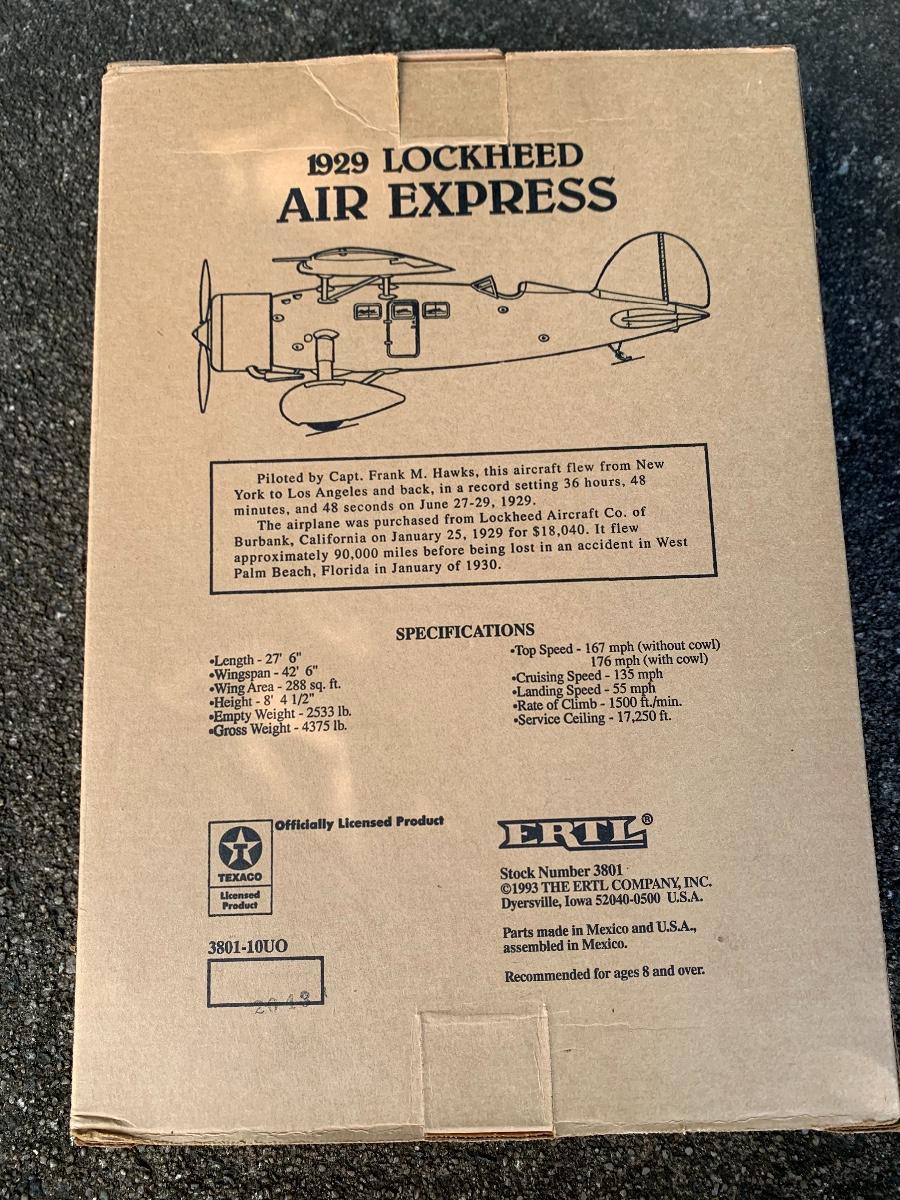 1929 LOCKHEED
AIR EXPRESS
Piloted by Capt. Frank M. Hawks, this aircraft flew from New
York to Los Angeles and back, in a record setting 36 hours, 48
minutes, and 48 seconds on June 27-29, 1929.
The airplane was purchased from Lockheed Aircraft Co. of
Burbank, California on January 25, 1929 for $18,040. It flew
approximately 90,000 miles before being lost in an accident in West
Palm Beach, Florida in January of 1930.
SPECIFICATIONS
•Length - 27' 6"
•Wingspan - 42' 6"
•Wing Area - 288 sq. ft.
•Height - 8' 4 1/2"
•Empty Weight - 2533 lb.
•Gross Weight - 4375 lb.
•Top Speed - 167 mph (without cowl)
176 mph (with cowl)
•Cruising Speed - 135 mph
•Landing Speed - 55 mph
•Rate of Climb - 1500 ft./min.
•Service Ceiling - 17,250 ft.
Officially Licensed Product
T
TEXACO
Licensed
Product
3801-10UO
ERTL®
Stock Number 3801
©1993 THE ERTL COMPANY, INC.
Dyersville, Iowa 52040-0500 U.S.A.
Parts made in Mexico and U.S.A.,
assembled in Mexico.
Recommended for ages 8 and over.